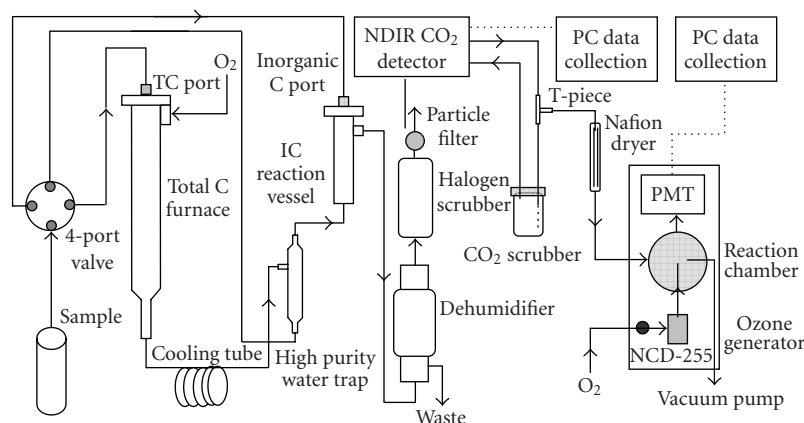 NDIR CO2
detector
PC data
collection
PC data
collection
Inorganic
C port
O2
TC port
T-piece
Particle
filter
Nafion
dryer
IC
reaction
vessel
Total C
furnace
Halogen
scrubber
PMT
4-port
valve
CO2 scrubber
Reaction
chamber
Sample
Dehumidifier
Cooling tube
High purity
water trap
NCD-255
Ozone
generator
O2
Waste
Vacuum pump